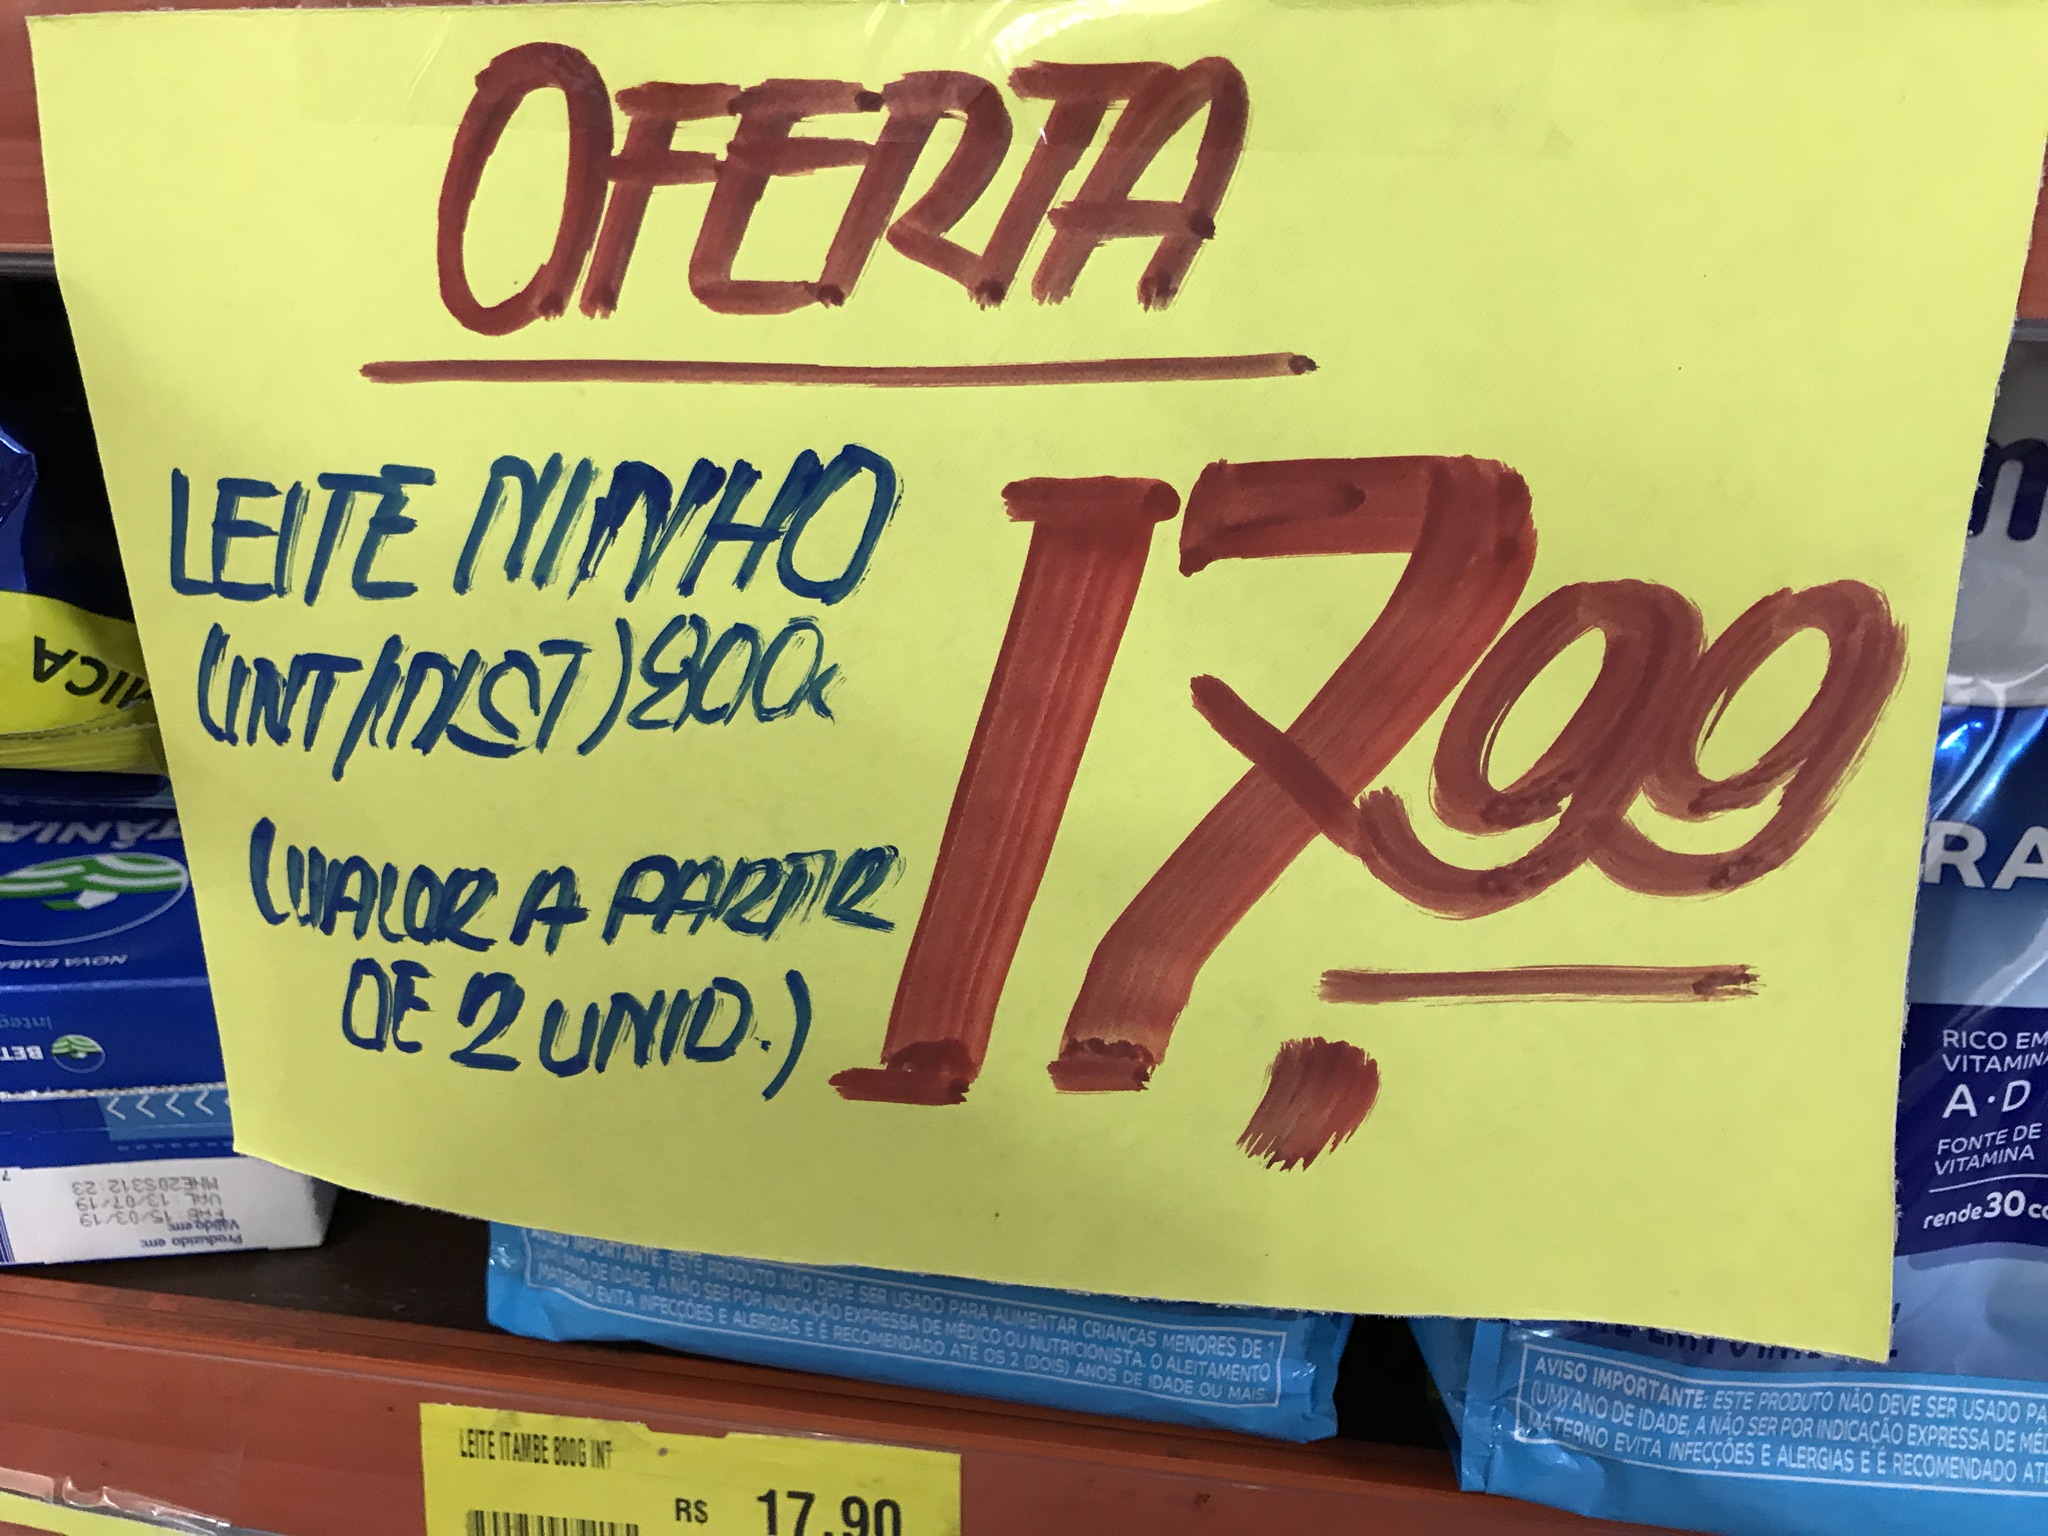 OFERTA
LEITE NINHO
(INT/INST) 800G
17,99
(VALOR A PARTIR
DE 2 UNID.)
MICA
TÂNIA
NOVA EMBA
Integ
BET
MNE20S312:23
VAL: 13/07/19
FAB: 15/03/19
Válido em:
Produzido em:
RA
RICO EM
VITAMINA
A·D
FONTE DE
VITAMINA
rende 30 co
AVISO IMPORTANTE: ESTE PRODUTO NÃO DEVE SER USADO PARA ALIMENTAR CRIANÇAS MENORES DE 1
(UM) ANO DE IDADE, A NÃO SER POR INDICAÇÃO EXPRESSA DE MÉDICO OU NUTRICIONISTA. O ALEITAMENTO
MATERNO EVITA INFECÇÕES E ALERGIAS E É RECOMENDADO ATÉ OS 2 (DOIS) ANOS DE IDADE OU MAIS.
AVISO IMPORTANTE: ESTE PRODUTO NÃO DEVE SER USADO PA
(UM) ANO DE IDADE, A NÃO SER POR INDICAÇÃO EXPRESSA DE MÉD
MATERNO EVITA INFECÇÕES E ALERGIAS E É RECOMENDADO ATÉ
LEITE ITAMBE 800G INT
R$ 17,90